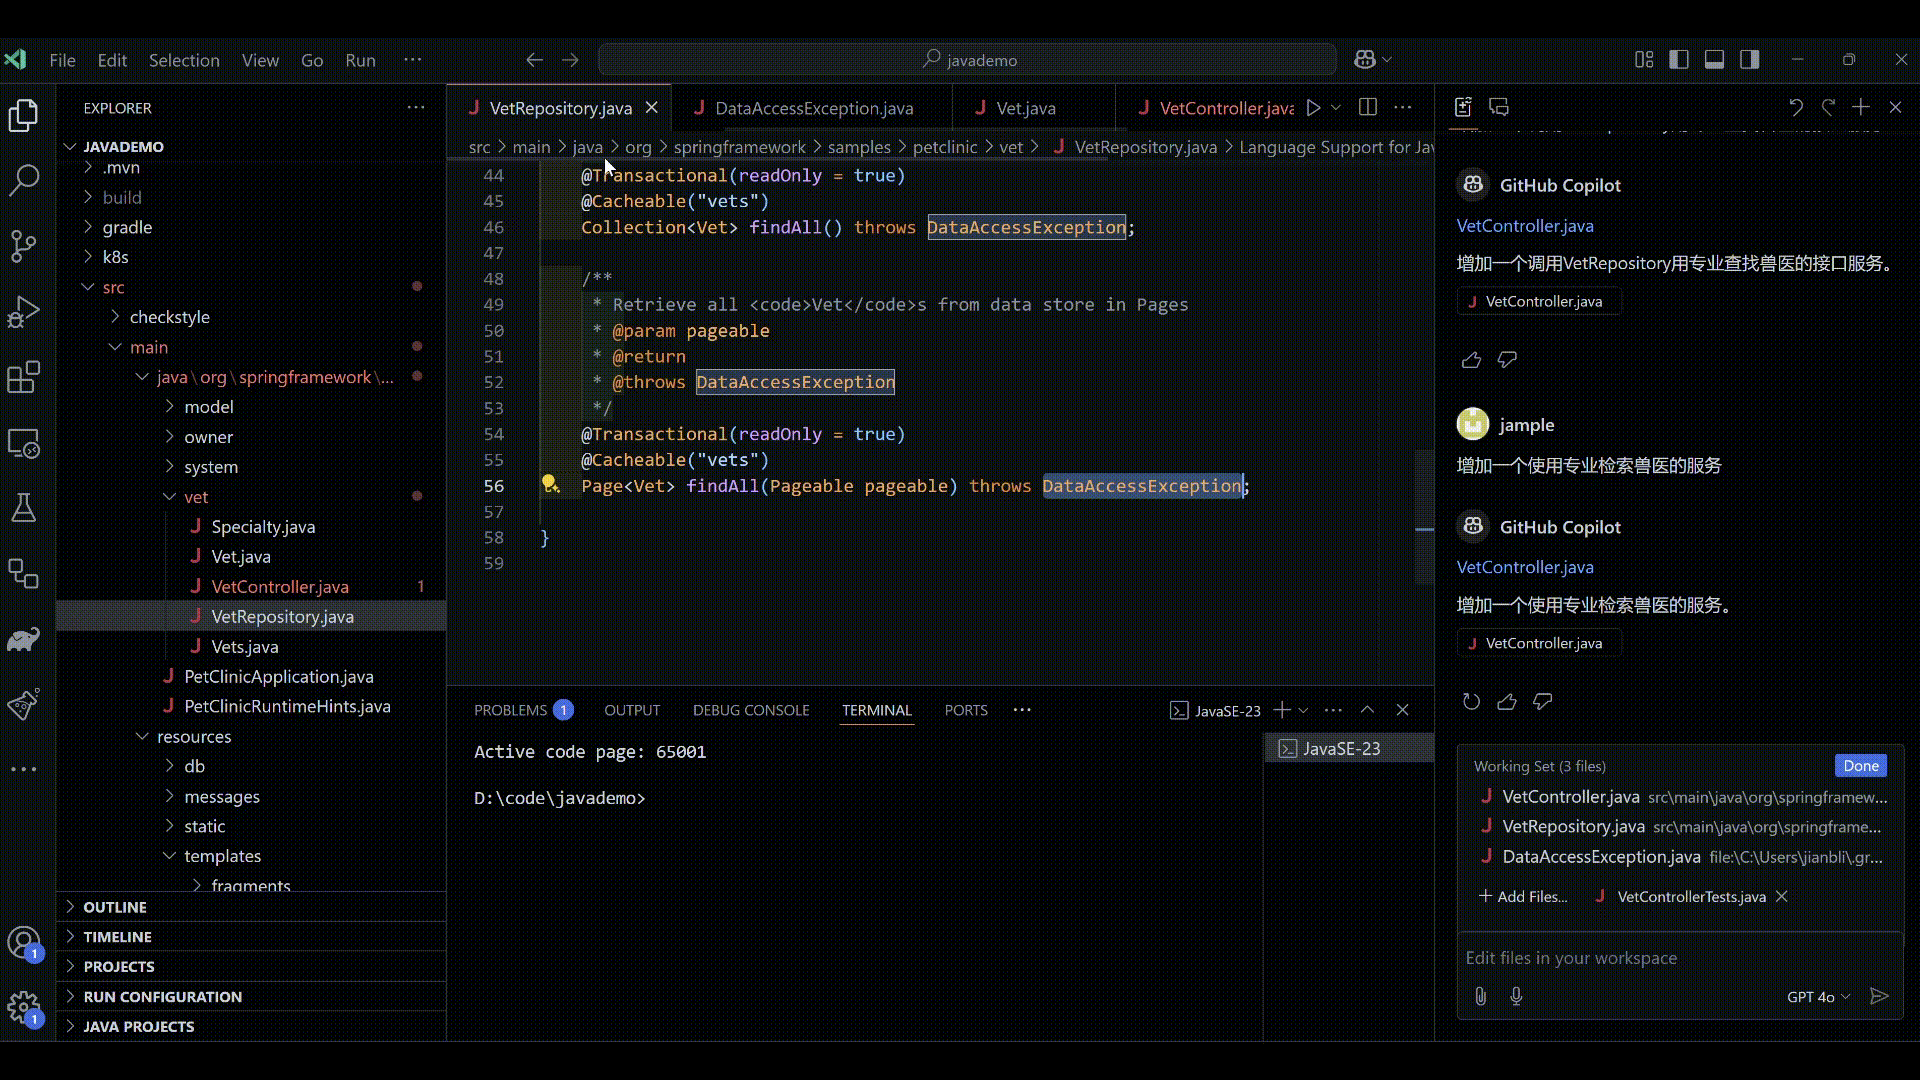 File Edit Selection View Go Run ...
javademo
EXPLORER
JAVADEMO
.mvn
build
gradle
k8s
src
checkstyle
main
java\org\springframework\...
model
owner
system
vet
Specialty.java
Vet.java
VetController.java 1
VetRepository.java
Vets.java
PetClinicApplication.java
PetClinicRuntimeHints.java
resources
db
messages
static
templates
fragments
OUTLINE
TIMELINE
PROJECTS
RUN CONFIGURATION
JAVA PROJECTS
1
1
VetRepository.java DataAccessException.java Vet.java VetController.java
src > main > java > org > springframework > samples > petclinic > vet > VetRepository.java > Language Support for Jav
44 @Transactional(readOnly = true)
45 @Cacheable("vets")
46 Collection<Vet> findAll() throws DataAccessException;
47
48 /**
49 * Retrieve all <code>Vet</code>s from data store in Pages
50 * @param pageable
51 * @return
52 * @throws DataAccessException
53 */
54 @Transactional(readOnly = true)
55 @Cacheable("vets")
56 Page<Vet> findAll(Pageable pageable) throws DataAccessException;
57
58 }
59
PROBLEMS 1 OUTPUT DEBUG CONSOLE TERMINAL PORTS ... JavaSE-23
Active code page: 65001
D:\code\javademo>
JavaSE-23
GitHub Copilot
VetController.java
增加一个调用VetRepository用专业查找兽医的接口服务。
VetController.java
jample
增加一个使用专业检索兽医的服务
GitHub Copilot
VetController.java
增加一个使用专业检索兽医的服务。
VetController.java
Working Set (3 files) Done
VetController.java src\main\java\org\springframew...
VetRepository.java src\main\java\org\springframe...
DataAccessException.java file:\C:\Users\jianbli\.gr...
Add Files... VetControllerTests.java
Edit files in your workspace
GPT 4o